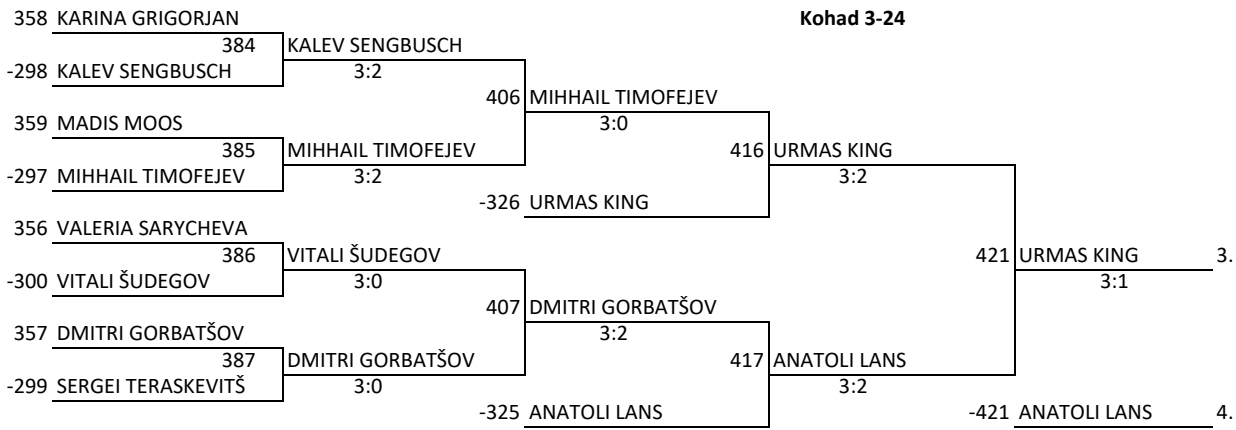 358 KARINA GRIGORJAN Kohad 3-24
384 KALEV SENGBUSCH
-298 KALEV SENGBUSCH 3:2
406 MIHHAIL TIMOFEJEV
359 MADIS MOOS 3:0
385 MIHHAIL TIMOFEJEV 416 URMAS KING
-297 MIHHAIL TIMOFEJEV 3:2 3:2
-326 URMAS KING
356 VALERIA SARYCHEVA
386 VITALI ŠUDEGOV 421 URMAS KING 3.
-300 VITALI ŠUDEGOV 3:0 3:1
407 DMITRI GORBATŠOV
357 DMITRI GORBATŠOV 3:2
387 DMITRI GORBATŠOV 417 ANATOLI LANS
-299 SERGEI TERASKEVITŠ 3:0 3:2
-325 ANATOLI LANS -421 ANATOLI LANS 4.